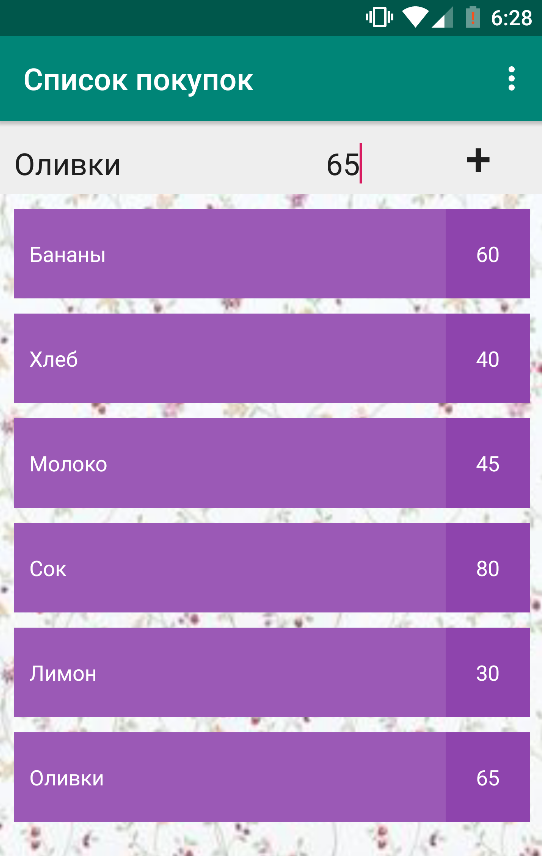 6:28
Список покупок
Оливки 65 +
Бананы 60
Хлеб 40
Молоко 45
Сок 80
Лимон 30
Оливки 65